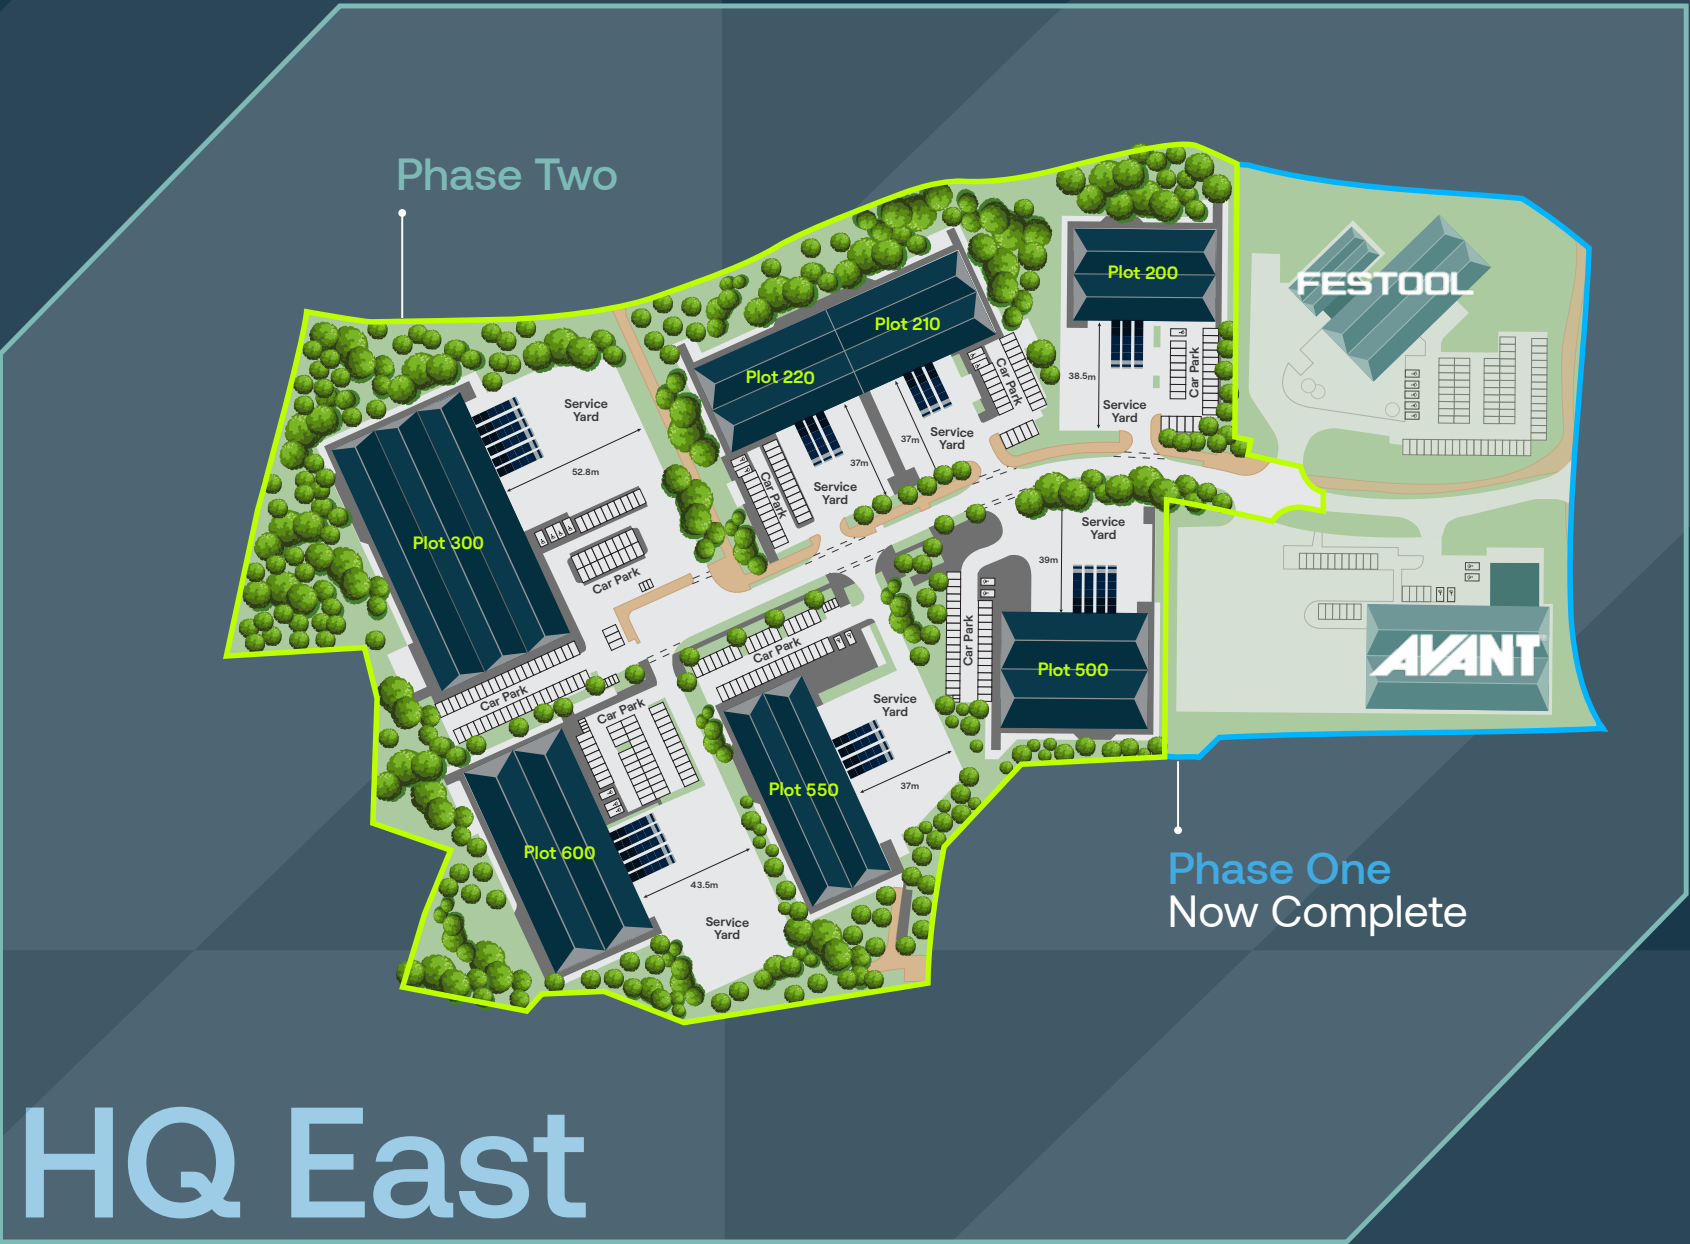 Phase Two
Plot 200
FESTOOL
Plot 210
Plot 220
Car Park
38.5m
Car Park
Service
Yard
Service
Yard
52.8m
37m
Service
Yard
37m
Service
Yard
Car Park
Plot 300
Car Park
Service
Yard
39m
Car Park
Car Park
AVANT
Plot 500
Car Park
Car Park
Service
Yard
Plot 550
37m
Plot 600
43.5m
Service
Yard
Phase One
Now Complete
HQ East